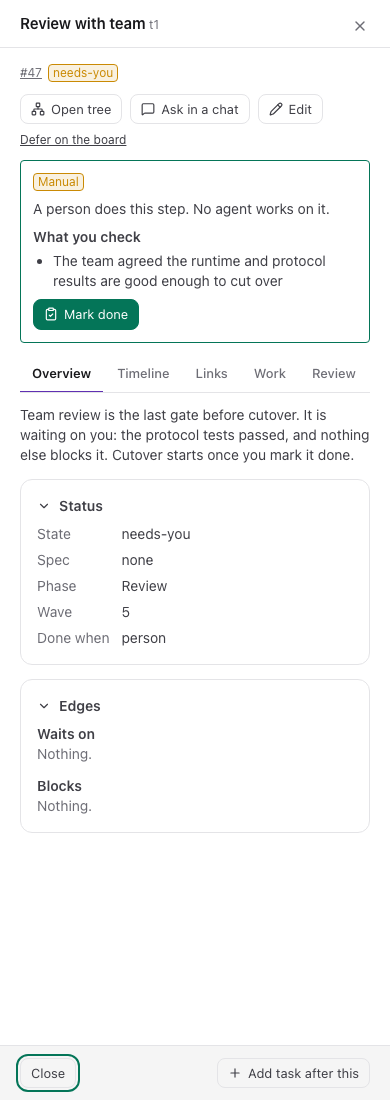 Review with team t1
#47 needs-you
Open tree
Ask in a chat
Edit
Defer on the board
Manual
A person does this step. No agent works on it.
What you check
• The team agreed the runtime and protocol
results are good enough to cut over
Mark done
Overview Timeline Links Work Review
Team review is the last gate before cutover. It is
waiting on you: the protocol tests passed, and nothing
else blocks it. Cutover starts once you mark it done.
Status
State needs-you
Spec none
Phase Review
Wave 5
Done when person
Edges
Waits on
Nothing.
Blocks
Nothing.
Close
Add task after this